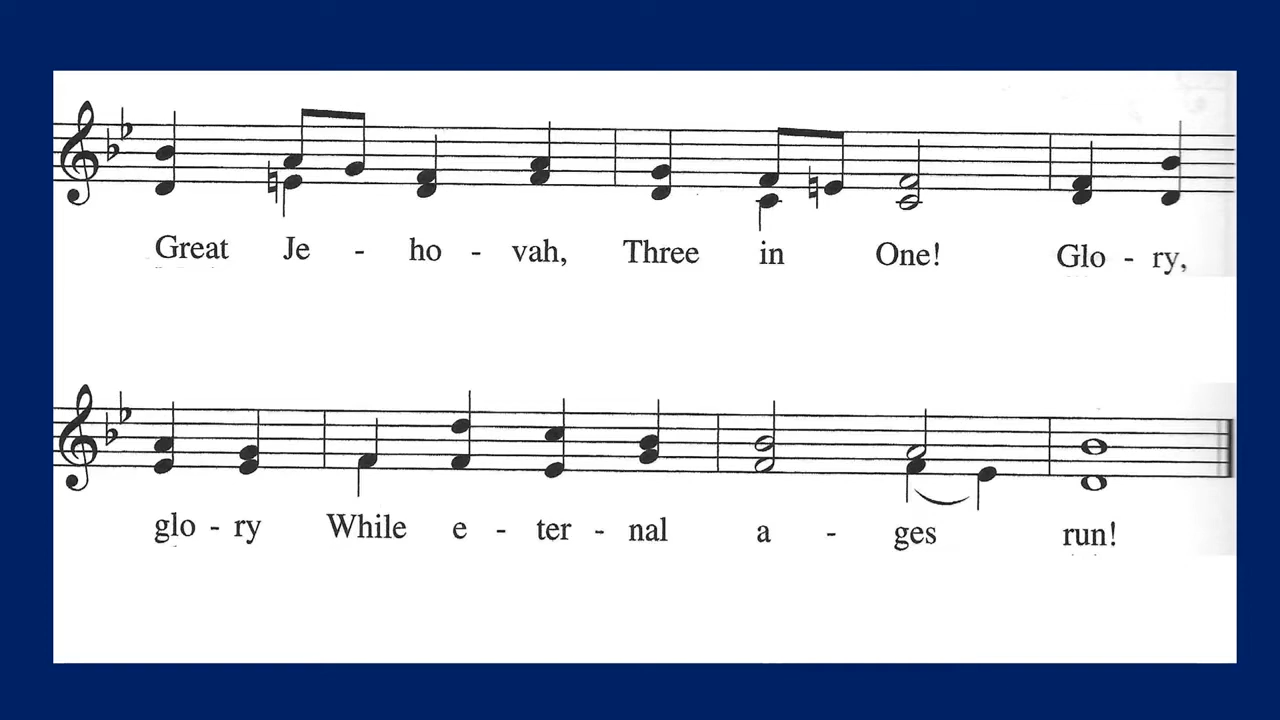 Great Je - ho - vah, Three in One! Glo - ry,
glo - ry While e - ter - nal a - ges run!